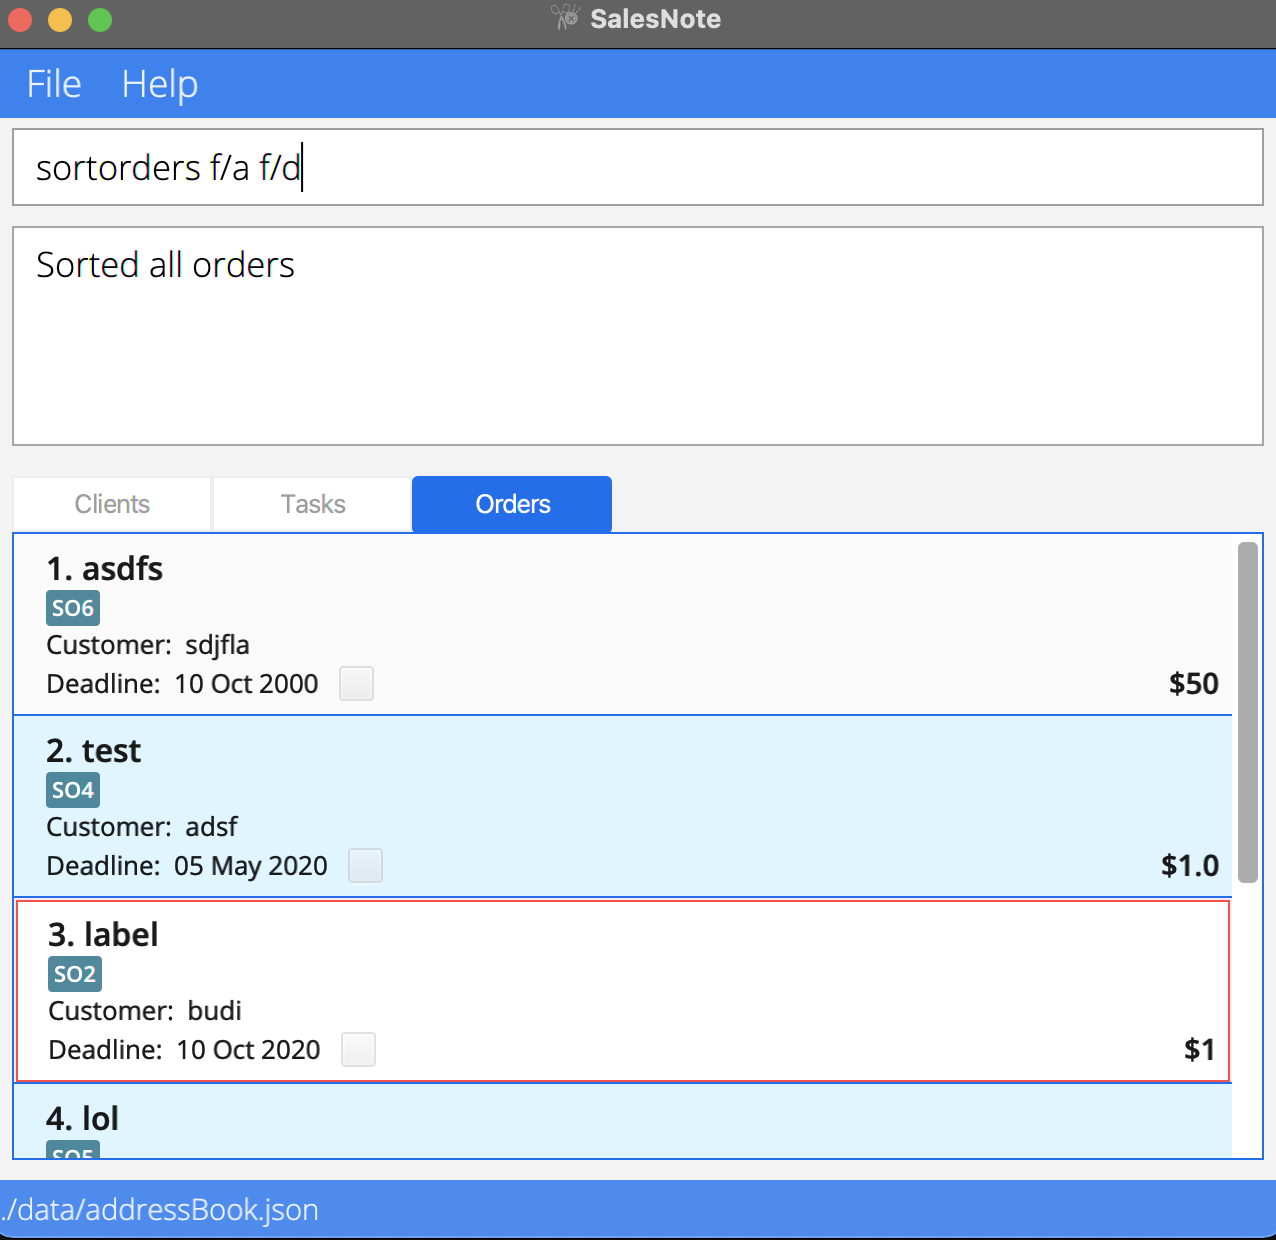 SalesNote
File Help
sortorders f/a f/d
Sorted all orders
Clients Tasks Orders
1. asdfs
SO6
Customer: sdjfla
Deadline: 10 Oct 2000 $50
2. test
SO4
Customer: adsf
Deadline: 05 May 2020 $1.0
3. label
SO2
Customer: budi
Deadline: 10 Oct 2020 $1
4. lol
SO5
./data/addressBook.json